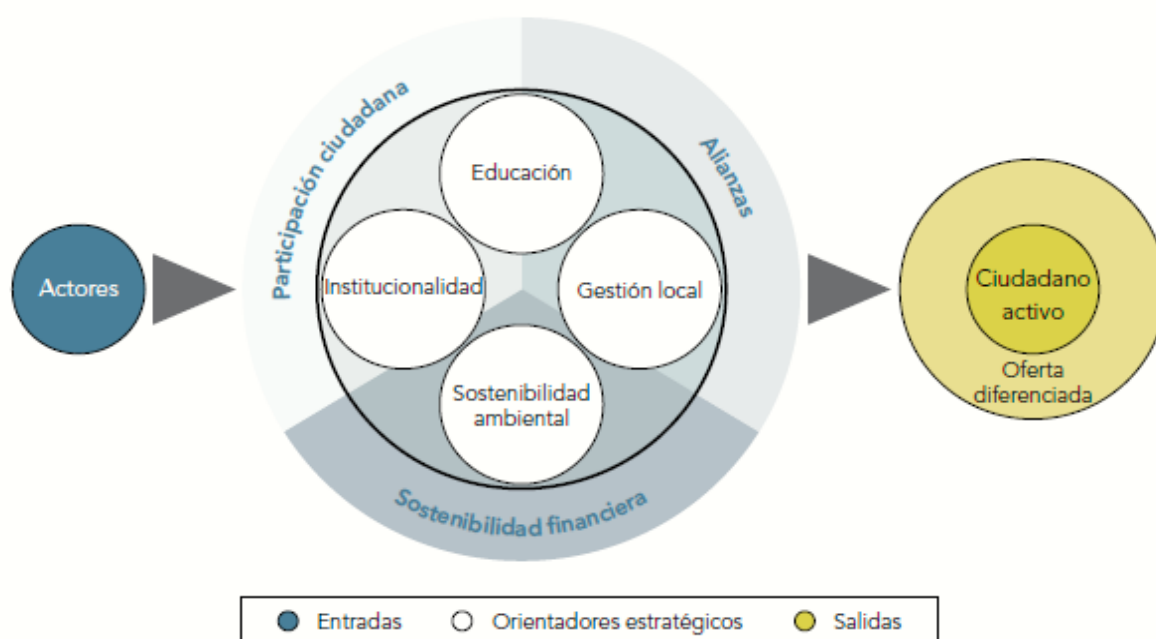 Participación ciudadana
Alianzas
Educación
Actores
Institucionalidad
Gestión local
Ciudadano
activo
Oferta
diferenciada
Sostenibilidad
ambiental
Sostenibilidad financiera
Entradas
Orientadores estratégicos
Salidas